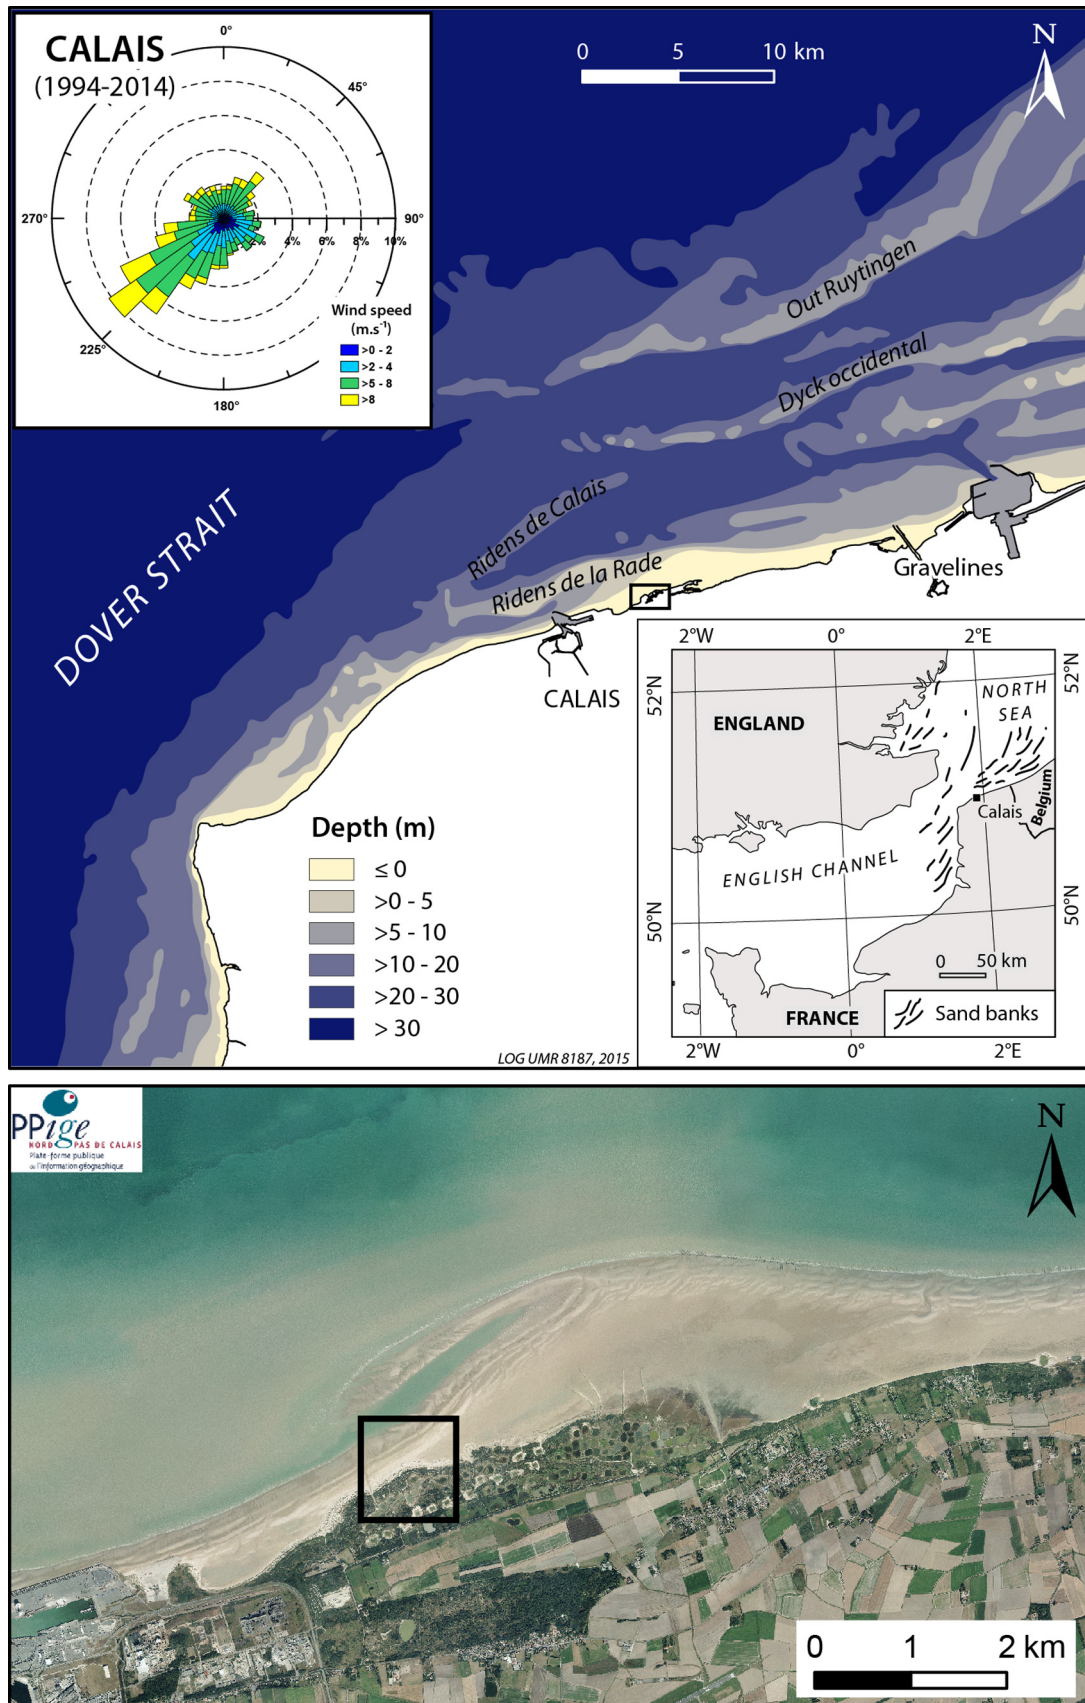 CALAIS
(1994-2014)
0°
45°
90°
180°
225°
270°
2% 4% 6% 8% 10%
Wind speed
(m.s⁻¹)
>0 - 2
>2 - 4
>5 - 8
>8
0 5 10 km
N
Out Ruytingen
Dyck occidental
Ridens de Calais
Ridens de la Rade
DOVER STRAIT
Gravelines
CALAIS
Depth (m)
≤ 0
>0 - 5
>5 - 10
>10 - 20
>20 - 30
> 30
LOG UMR 8187, 2015
2°W 0° 2°E
52°N
52°N
NORTH
SEA
ENGLAND
Calais
Belgium
ENGLISH CHANNEL
50°N
50°N
0 50 km
FRANCE
Sand banks
2°W 0° 2°E
PPige
NORD PAS DE CALAIS
Plate-forme publique
de l'information géographique
N
0 1 2 km